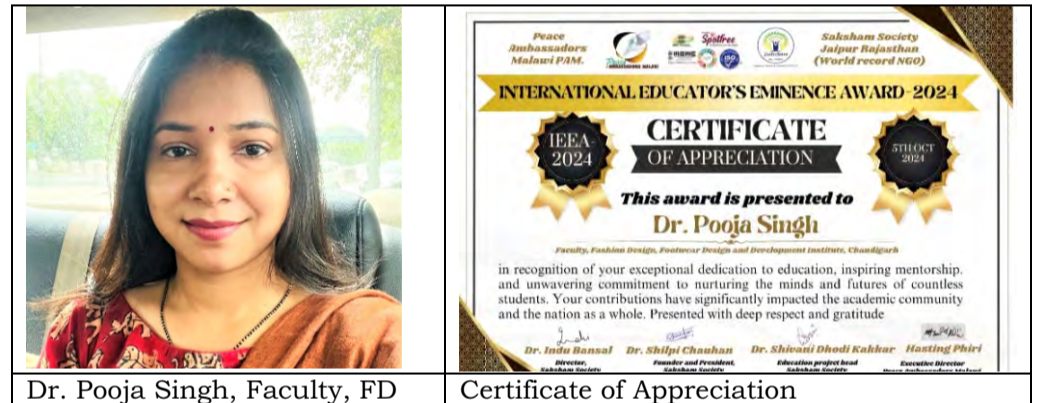 Peace
Ambassadors
Malawi PAM.
Spotfree
ISO
Saksham Society
Jaipur Rajasthan
(World record NGO)
INTERNATIONAL EDUCATOR'S EMINENCE AWARD-2024
IEEA-
2024
CERTIFICATE
OF APPRECIATION
5TH OCT
2024
This award is presented to
Dr. Pooja Singh
Faculty, Fashion Design, Footwear Design and Development Institute, Chandigarh
in recognition of your exceptional dedication to education, inspiring mentorship,
and unwavering commitment to nurturing the minds and futures of countless
students. Your contributions have significantly impacted the academic community
and the nation as a whole. Presented with deep respect and gratitude
Dr. Indu Bansal Dr. Shilpi Chauhan Dr. Shivani Dhodi Kakkar Hasting Phiri
Director, Founder and President, Education project head Executive Director
Saksham Society Saksham Society Saksham Society Peace Ambassadors Malawi
Dr. Pooja Singh, Faculty, FD
Certificate of Appreciation